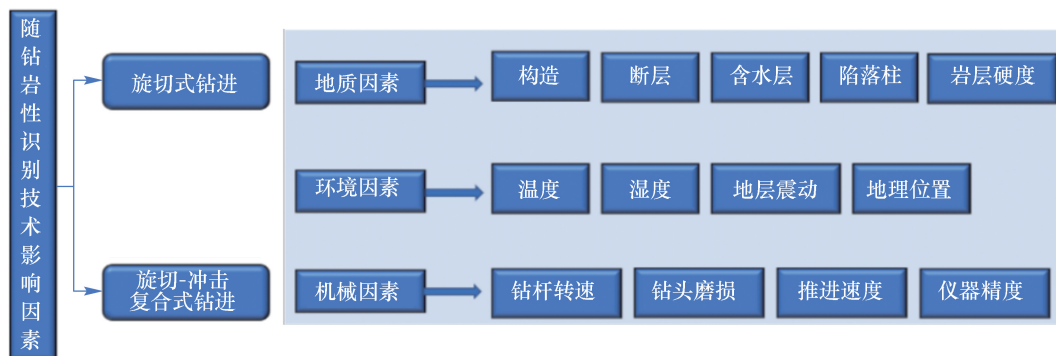 随钻岩性识别技术影响因素
旋切式钻进
旋切-冲击
复合式钻进
地质因素
构造
断层
含水层
陷落柱
岩层硬度
环境因素
温度
湿度
地层震动
地理位置
机械因素
钻杆转速
钻头磨损
推进速度
仪器精度